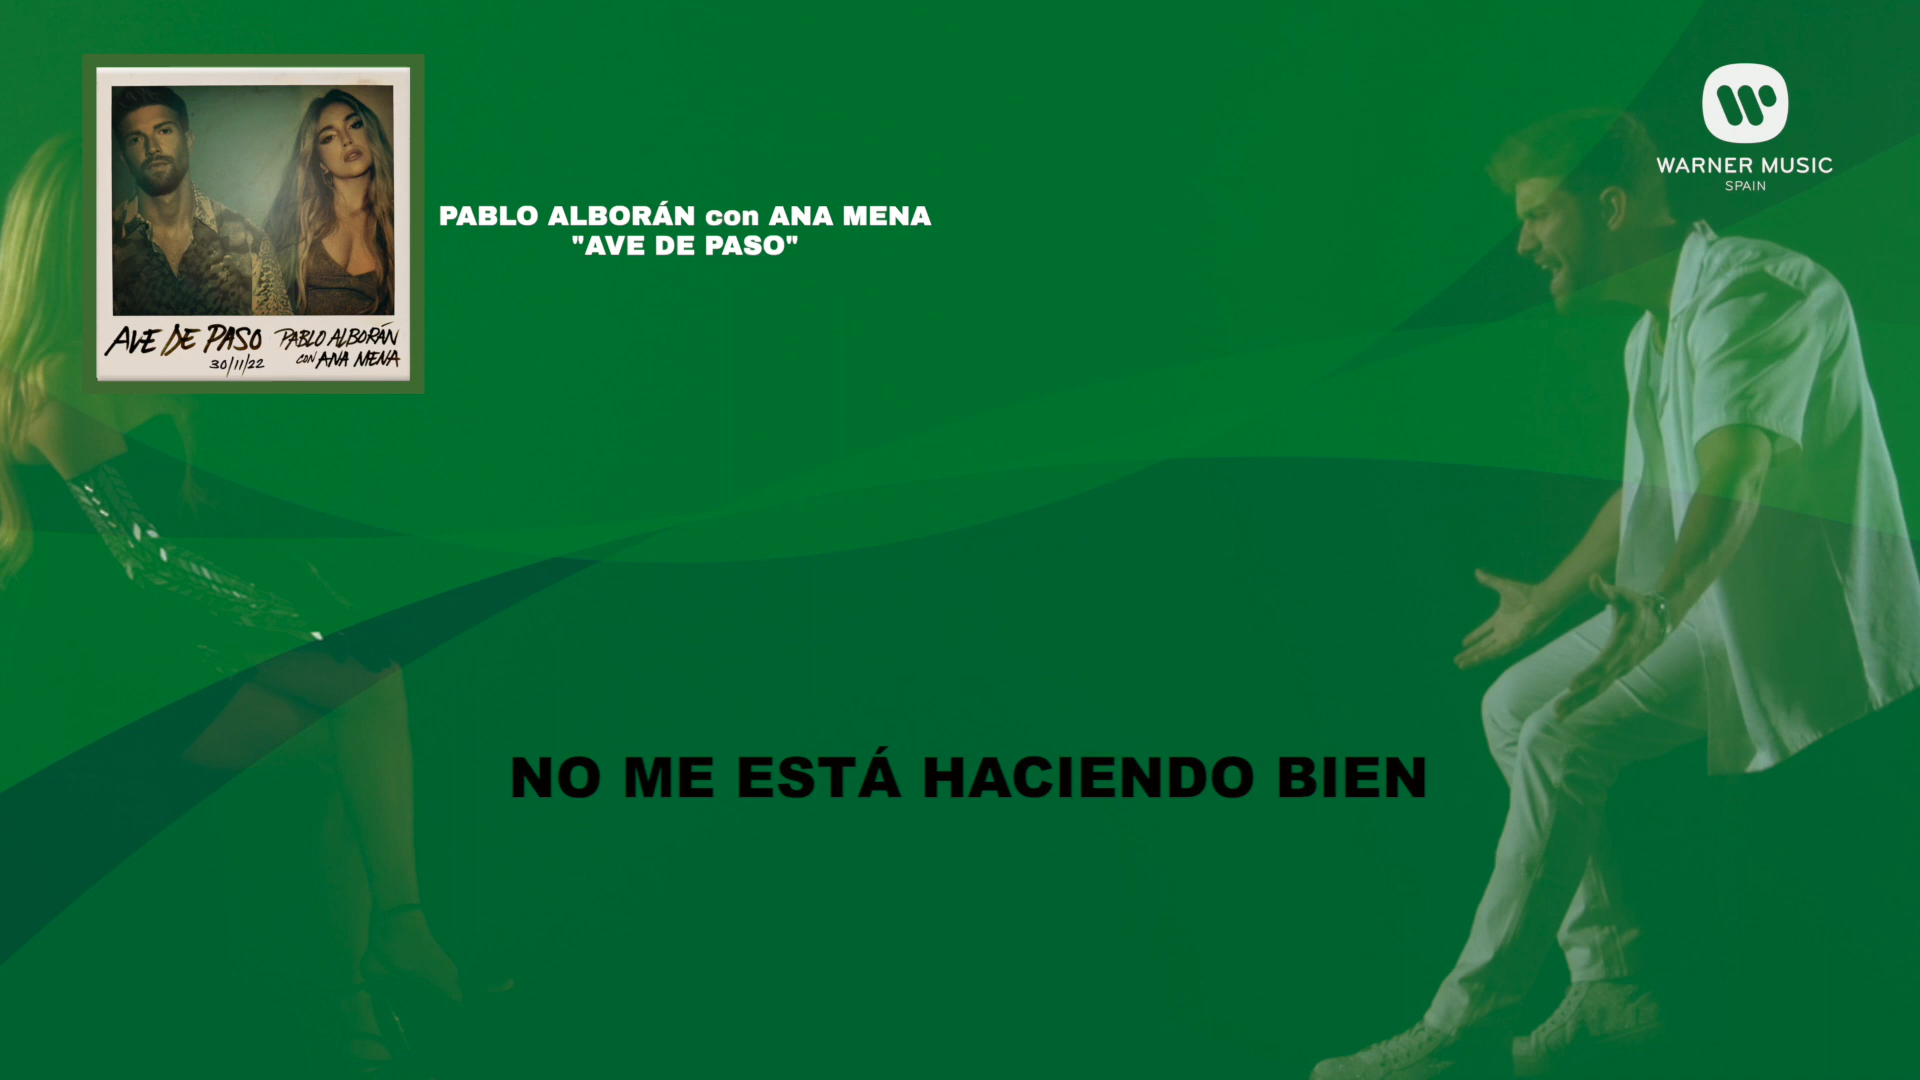 AVE DE PASO
30/11/22
PABLO ALBORÁN
CON ANA MENA
PABLO ALBORÁN con ANA MENA
"AVE DE PASO"
WARNER MUSIC
SPAIN
NO ME ESTÁ HACIENDO BIEN